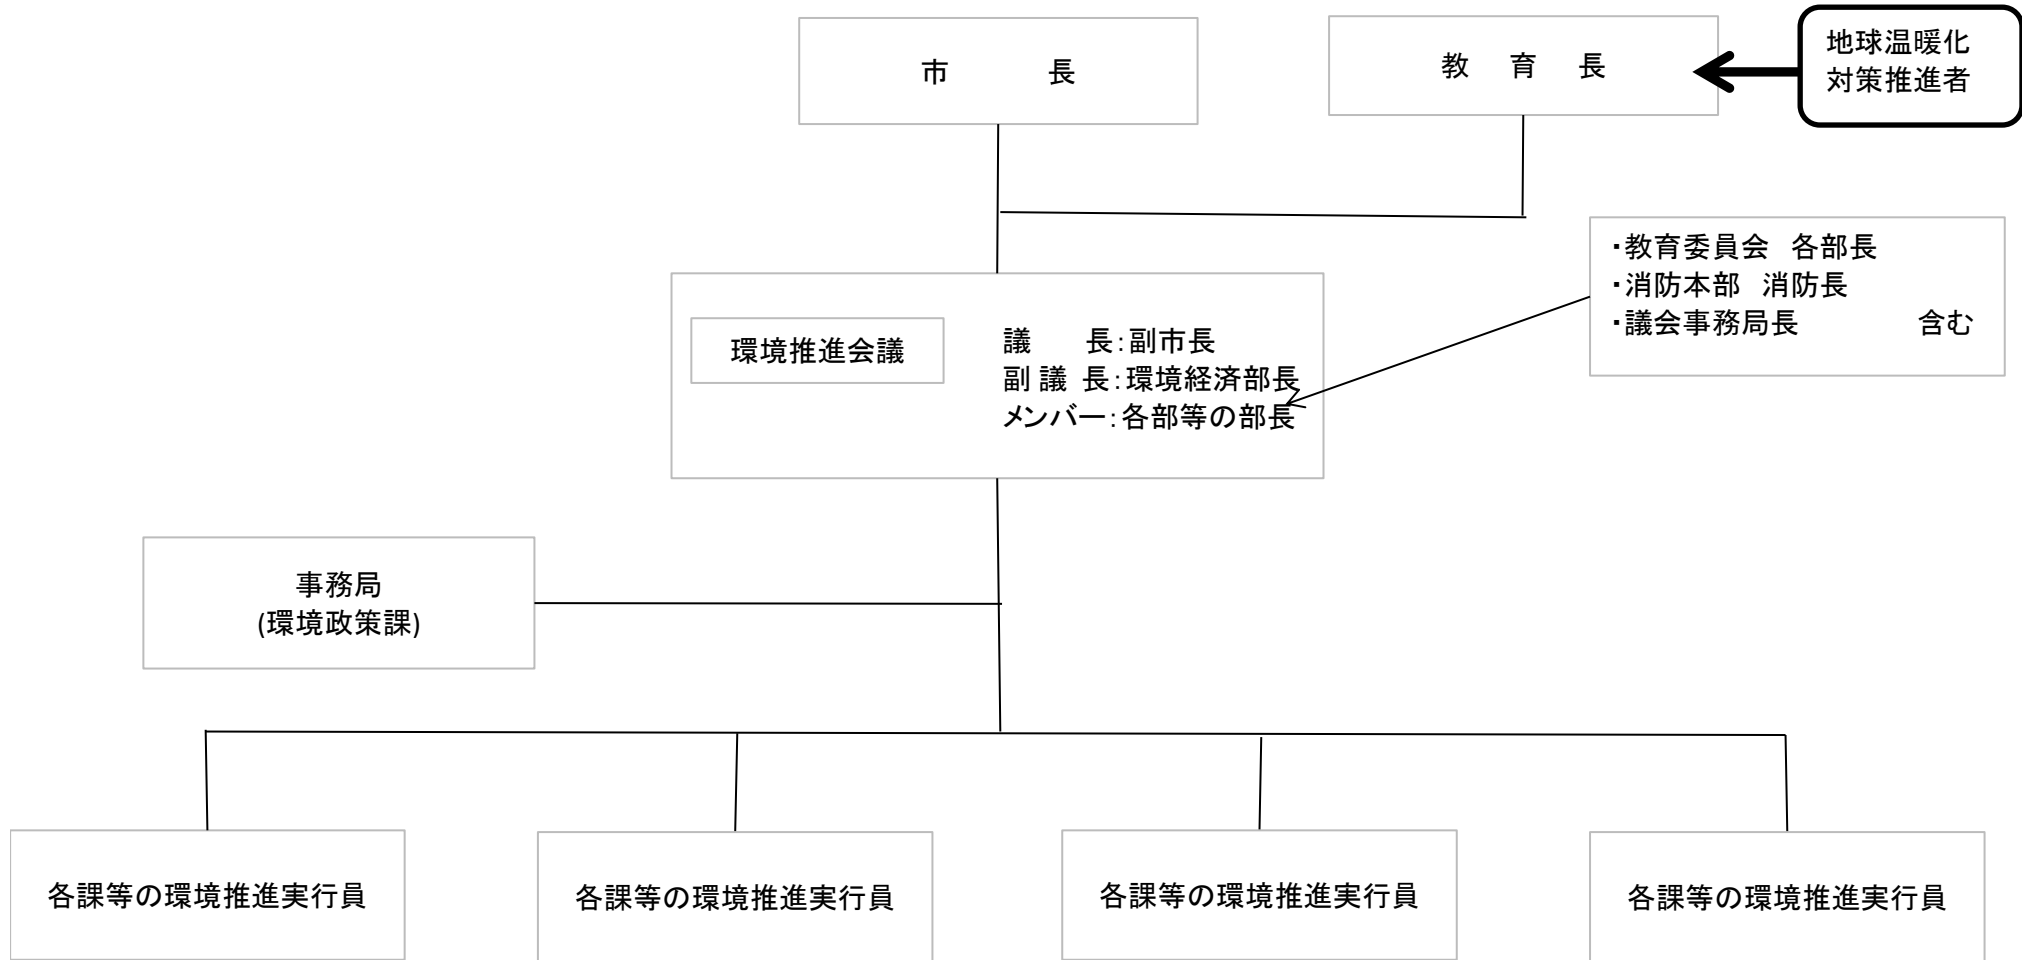 市　　　長
教　育　長
地球温暖化
対策推進者
・教育委員会　各部長
・消防本部　消防長
・議会事務局長　　　　含む
環境推進会議
議　　長：副市長
副 議 長：環境経済部長
メンバー：各部等の部長
事務局
(環境政策課)
各課等の環境推進実行員
各課等の環境推進実行員
各課等の環境推進実行員
各課等の環境推進実行員